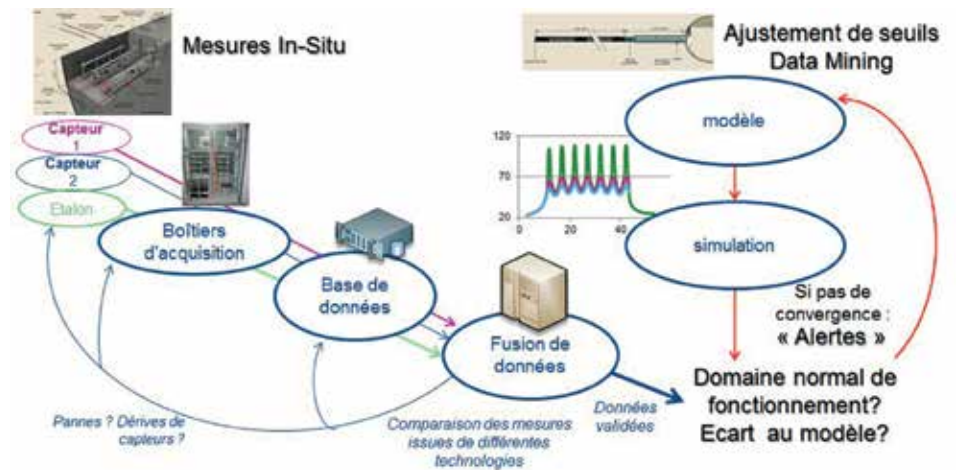 Mesures In-Situ
Ajustement de seuils
Data Mining
Capteur
1
Capteur
2
Etalon
Boîtiers
d'acquisition
Base de
données
Fusion de
données
modèle
120
70
20
0
20
40
simulation
Si pas de
convergence :
« Alertes »
Domaine normal de
fonctionnement?
Ecart au modèle?
Données
validées
Comparaison des mesures
issues de différentes
technologies
Pannes ? Dérives de
capteurs ?